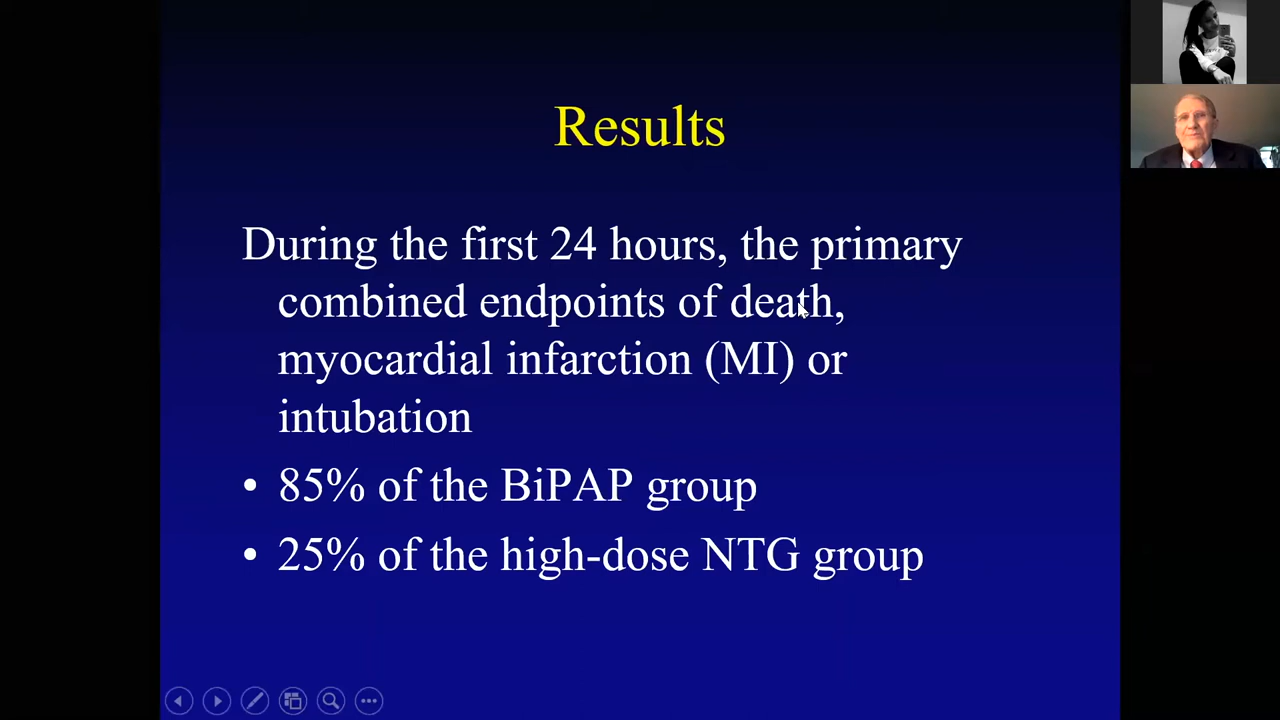 Results
During the first 24 hours, the primary
combined endpoints of death,
myocardial infarction (MI) or
intubation
• 85% of the BiPAP group
• 25% of the high-dose NTG group